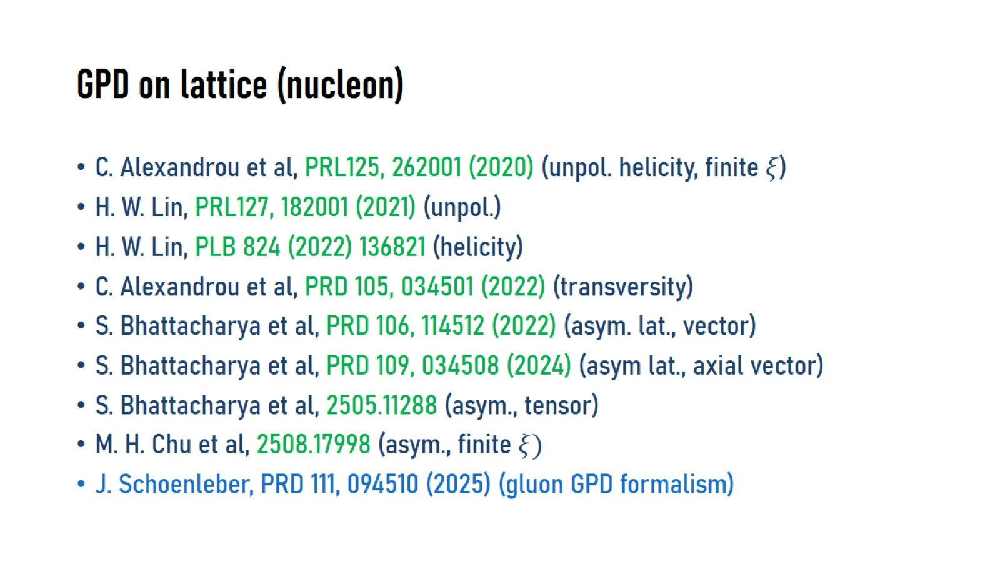 GPD on lattice (nucleon)
• C. Alexandrou et al, PRL125, 262001 (2020) (unpol. helicity, finite ξ)
• H. W. Lin, PRL127, 182001 (2021) (unpol.)
• H. W. Lin, PLB 824 (2022) 136821 (helicity)
• C. Alexandrou et al, PRD 105, 034501 (2022) (transversity)
• S. Bhattacharya et al, PRD 106, 114512 (2022) (asym. lat., vector)
• S. Bhattacharya et al, PRD 109, 034508 (2024) (asym lat., axial vector)
• S. Bhattacharya et al, 2505.11288 (asym., tensor)
• M. H. Chu et al, 2508.17998 (asym., finite ξ)
• J. Schoenleber, PRD 111, 094510 (2025) (gluon GPD formalism)